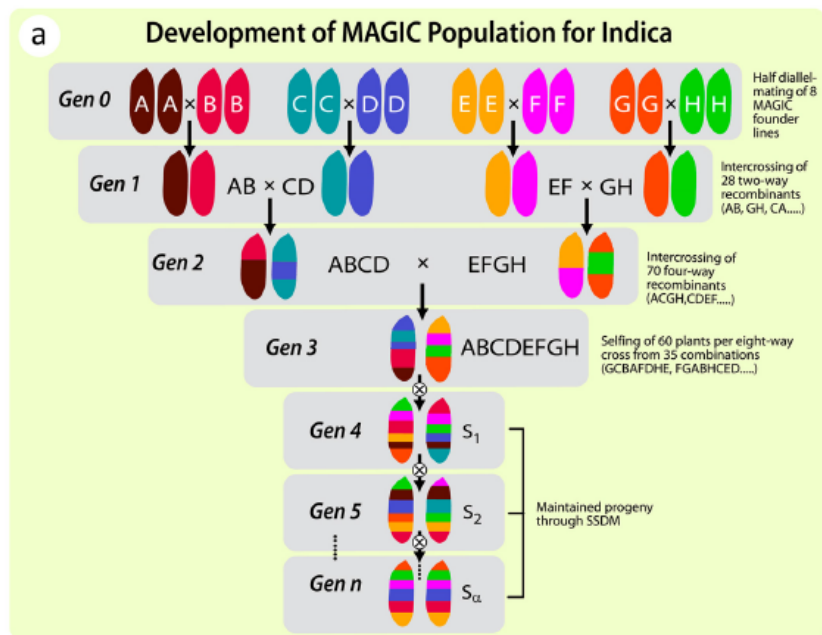 a
Development of MAGIC Population for Indica
Gen 0
A A × B B
C C × D D
E E × F F
G G × H H
Half diallel-
mating of 8
MAGIC
founder
lines
Gen 1
AB × CD
EF × GH
Intercrossing of
28 two-way
recombinants
(AB, GH, CA.....)
Gen 2
ABCD × EFGH
Intercrossing of
70 four-way
recombinants
(ACGH,CDEF.....)
Gen 3
ABCDEFGH
Selfing of 60 plants per eight-way
cross from 35 combinations
(GCBAFDHE, FGABHCED.....)
Gen 4
S1
Gen 5
S2
Maintained progeny
through SSDM
Gen n
Sα